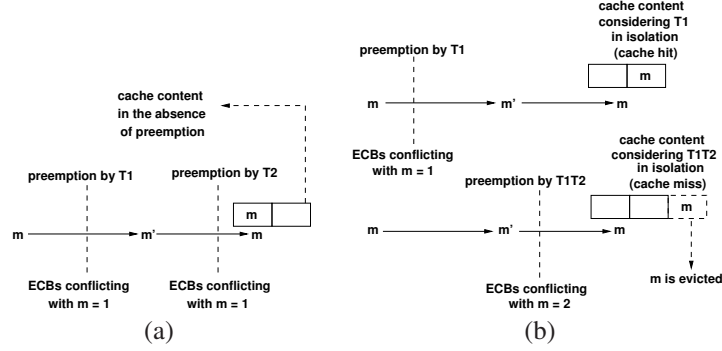 cache content
in the absence
of preemption
preemption by T1
preemption by T2
m
m
m'
m
ECBs conflicting
with m = 1
ECBs conflicting
with m = 1
(a)
cache content
considering T1
in isolation
(cache hit)
preemption by T1
m
m
m'
m
ECBs conflicting
with m = 1
cache content
considering T1T2
in isolation
(cache miss)
preemption by T1T2
m
m
m'
m
m is evicted
ECBs conflicting
with m = 2
(b)